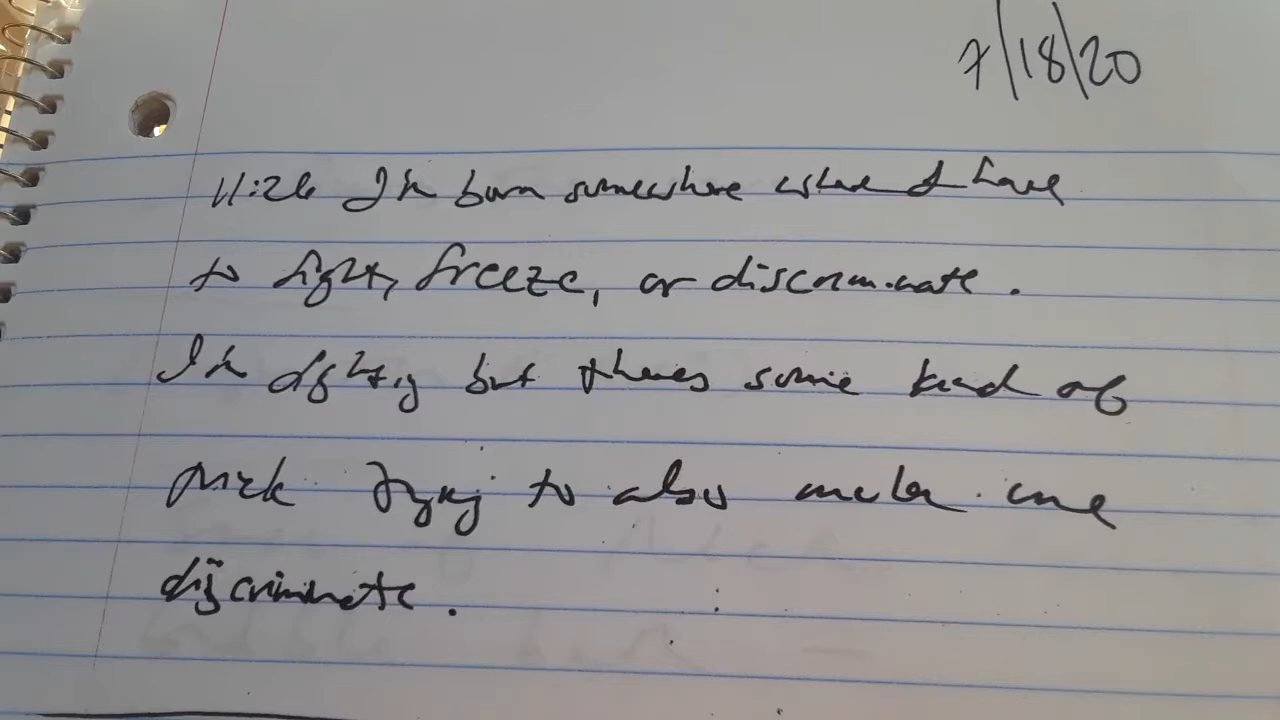 7/18/20
11:26 I'm born somewhere where I have
to fight, freeze, or discriminate.
I'm fighting but theres some kind of
trying to also make me
discriminate.